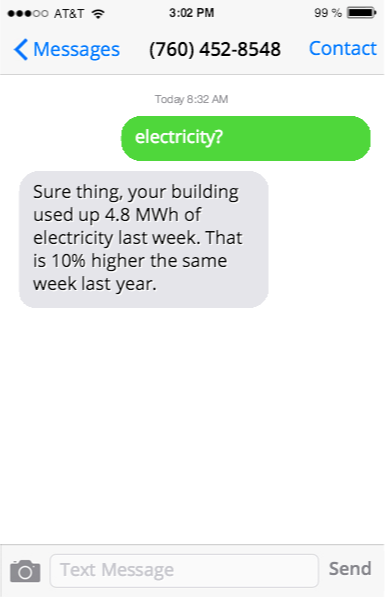 AT&T 3:02 PM 99 %
Messages (760) 452-8548 Contact
Today 8:32 AM
electricity?
Sure thing, your building
used up 4.8 MWh of
electricity last week. That
is 10% higher the same
week last year.
Text Message Send